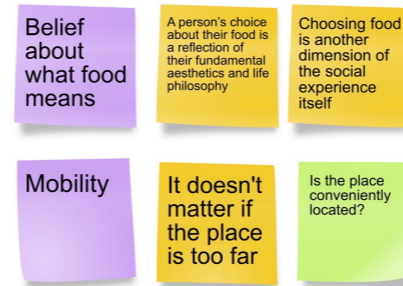 Belief
about
what food
means
A person's choice
about their food is
a reflection of
their fundamental
aesthetics and life
philosophy
Choosing food
is another
dimension of
the social
experience
itself
Mobility
It doesn't
matter if
the place
is too far
Is the place
conveniently
located?